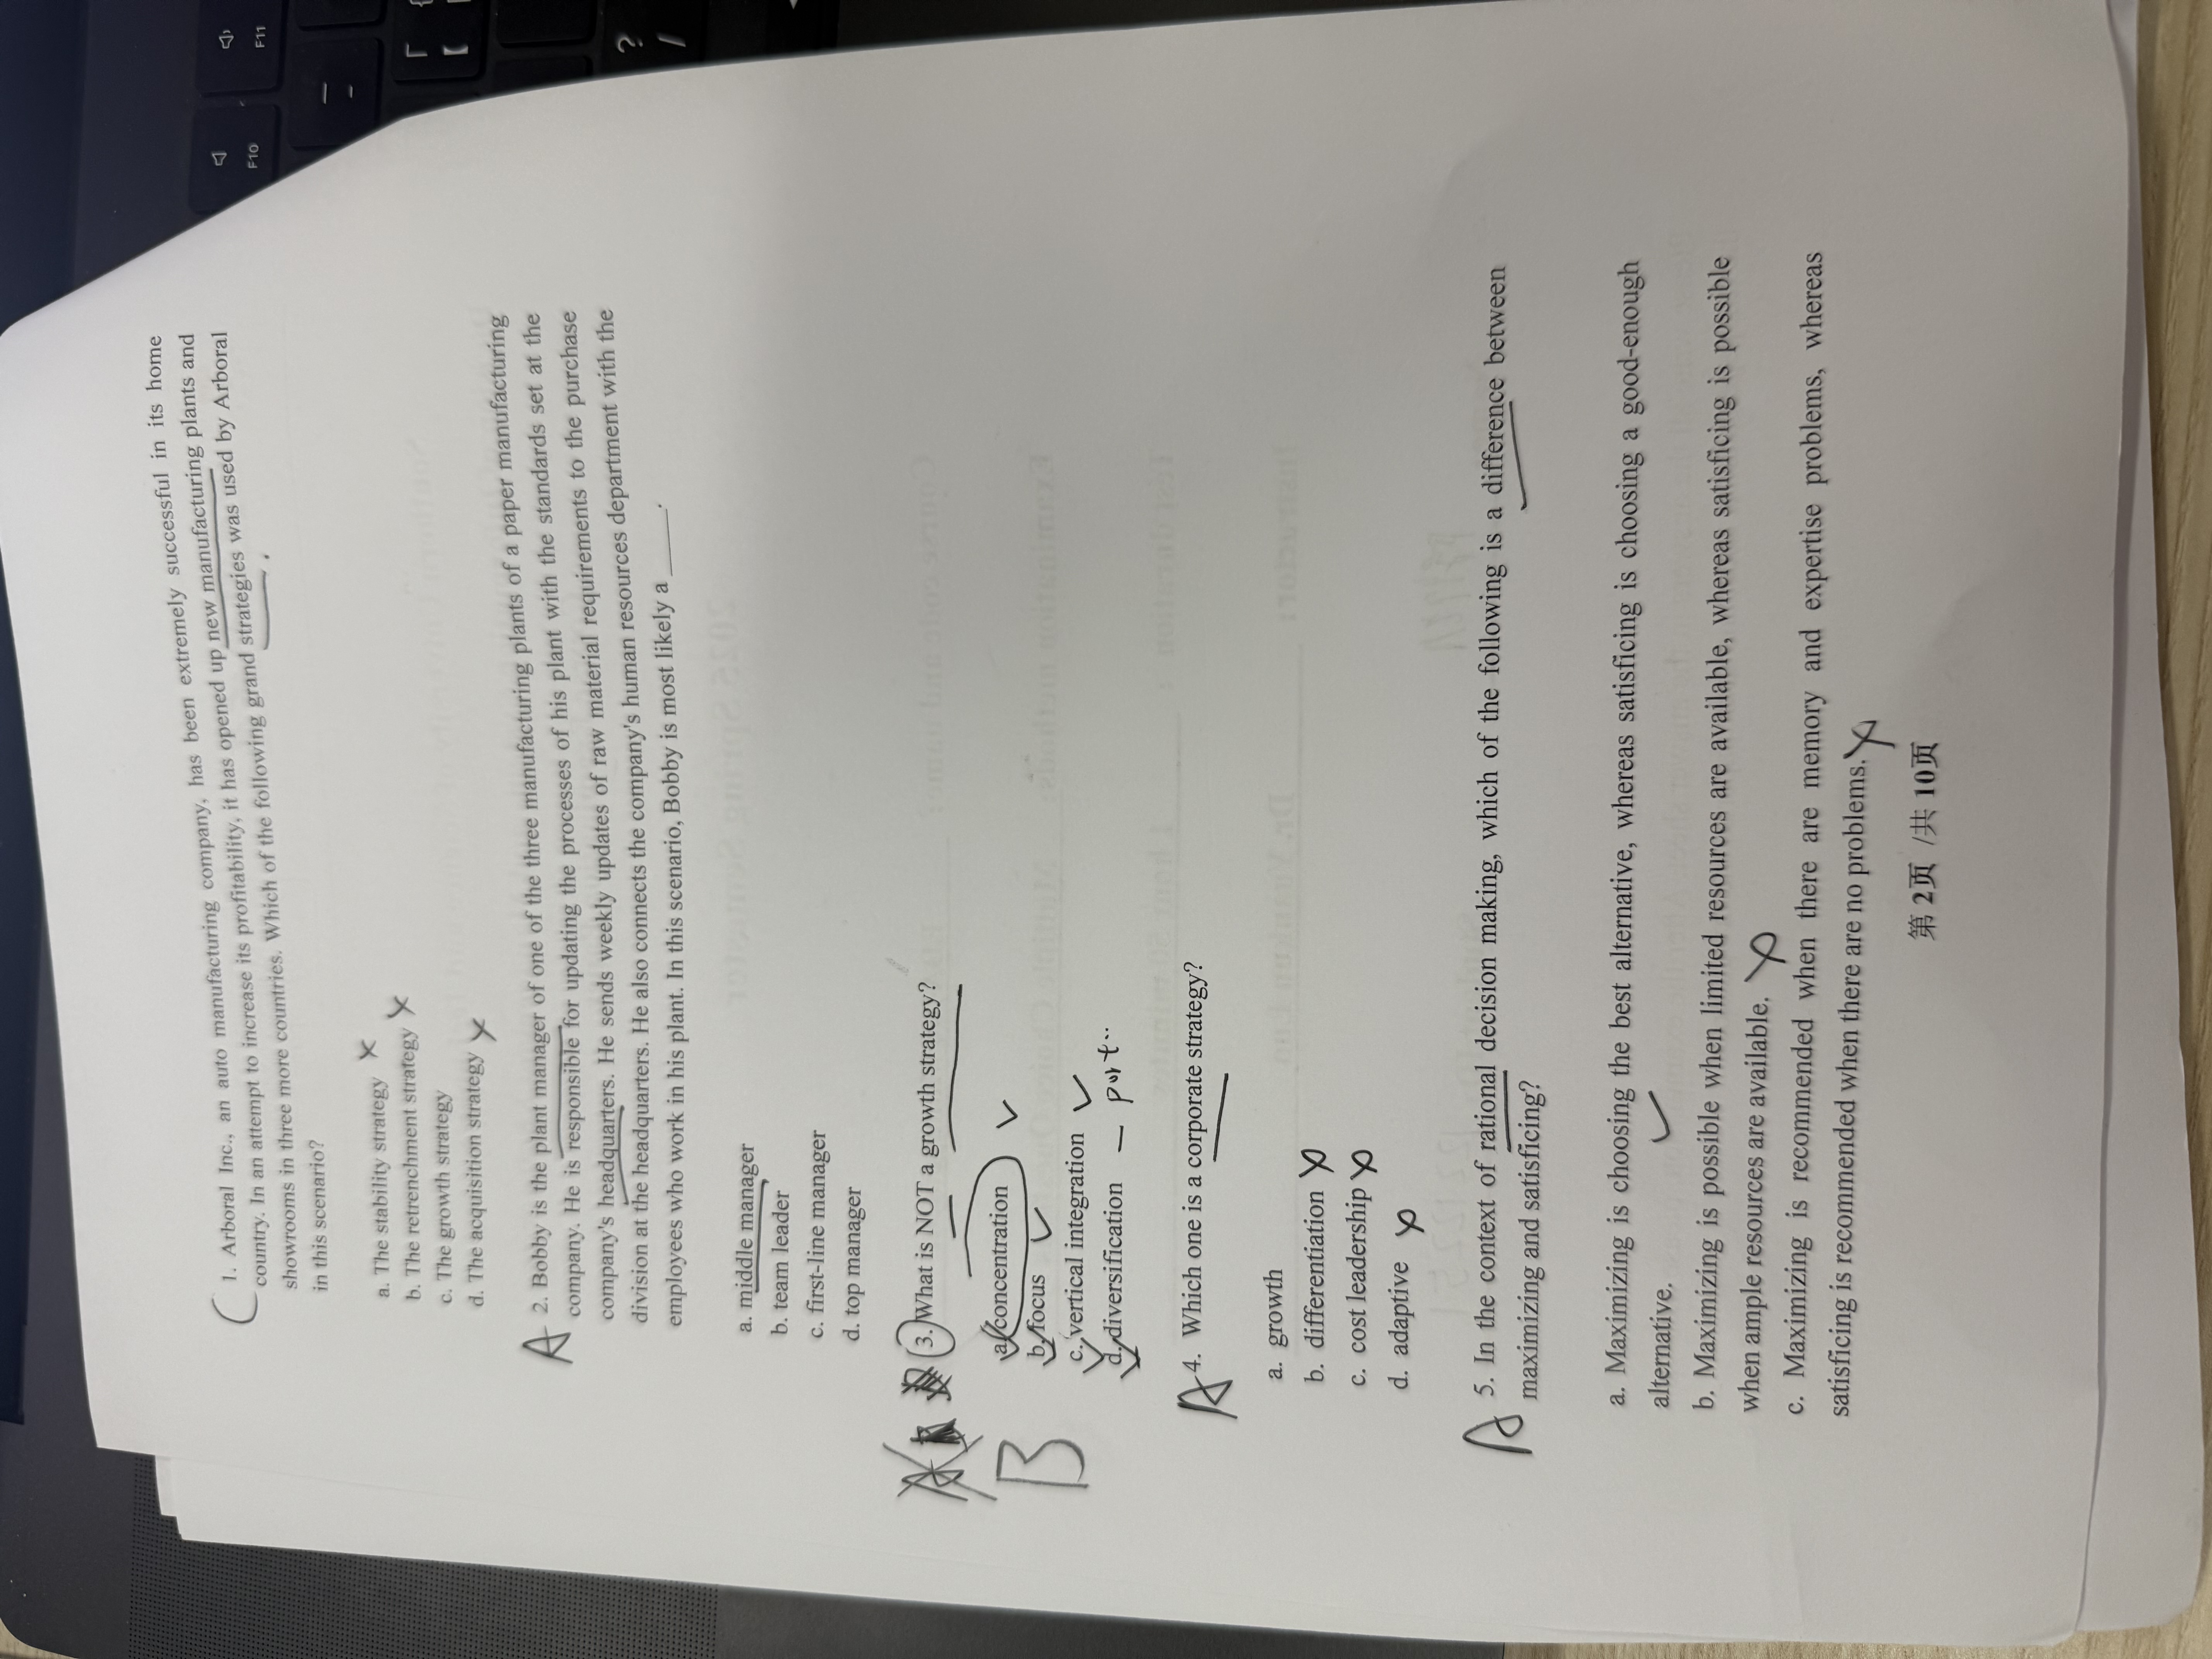 C 1. Arboral Inc., an auto manufacturing company, has been extremely successful in its home
country. In an attempt to increase its profitability, it has opened up new manufacturing plants and
showrooms in three more countries. Which of the following grand strategies was used by Arboral
in this scenario?
a. The stability strategy ×
b. The retrenchment strategy ×
c. The growth strategy
d. The acquisition strategy ×
A 2. Bobby is the plant manager of one of the three manufacturing plants of a paper manufacturing
company. He is responsible for updating the processes of his plant with the standards set at the
company's headquarters. He sends weekly updates of raw material requirements to the purchase
division at the headquarters. He also connects the company's human resources department with the
employees who work in his plant. In this scenario, Bobby is most likely a _____.
a. middle manager
b. team leader
c. first-line manager
d. top manager
A 3. What is NOT a growth strategy?
B
a. concentration ✓
b. focus ✓
c. vertical integration ✓
d. diversification — port..
A 4. Which one is a corporate strategy?
a. growth
b. differentiation ×
c. cost leadership ×
d. adaptive ×
A 5. In the context of rational decision making, which of the following is a difference between
maximizing and satisficing?
a. Maximizing is choosing the best alternative, whereas satisficing is choosing a good-enough
alternative. ✓
b. Maximizing is possible when limited resources are available, whereas satisficing is possible
when ample resources are available. ×
c. Maximizing is recommended when there are memory and expertise problems, whereas
satisficing is recommended when there are no problems. ×
第 2页 /共 10页
F10
F11